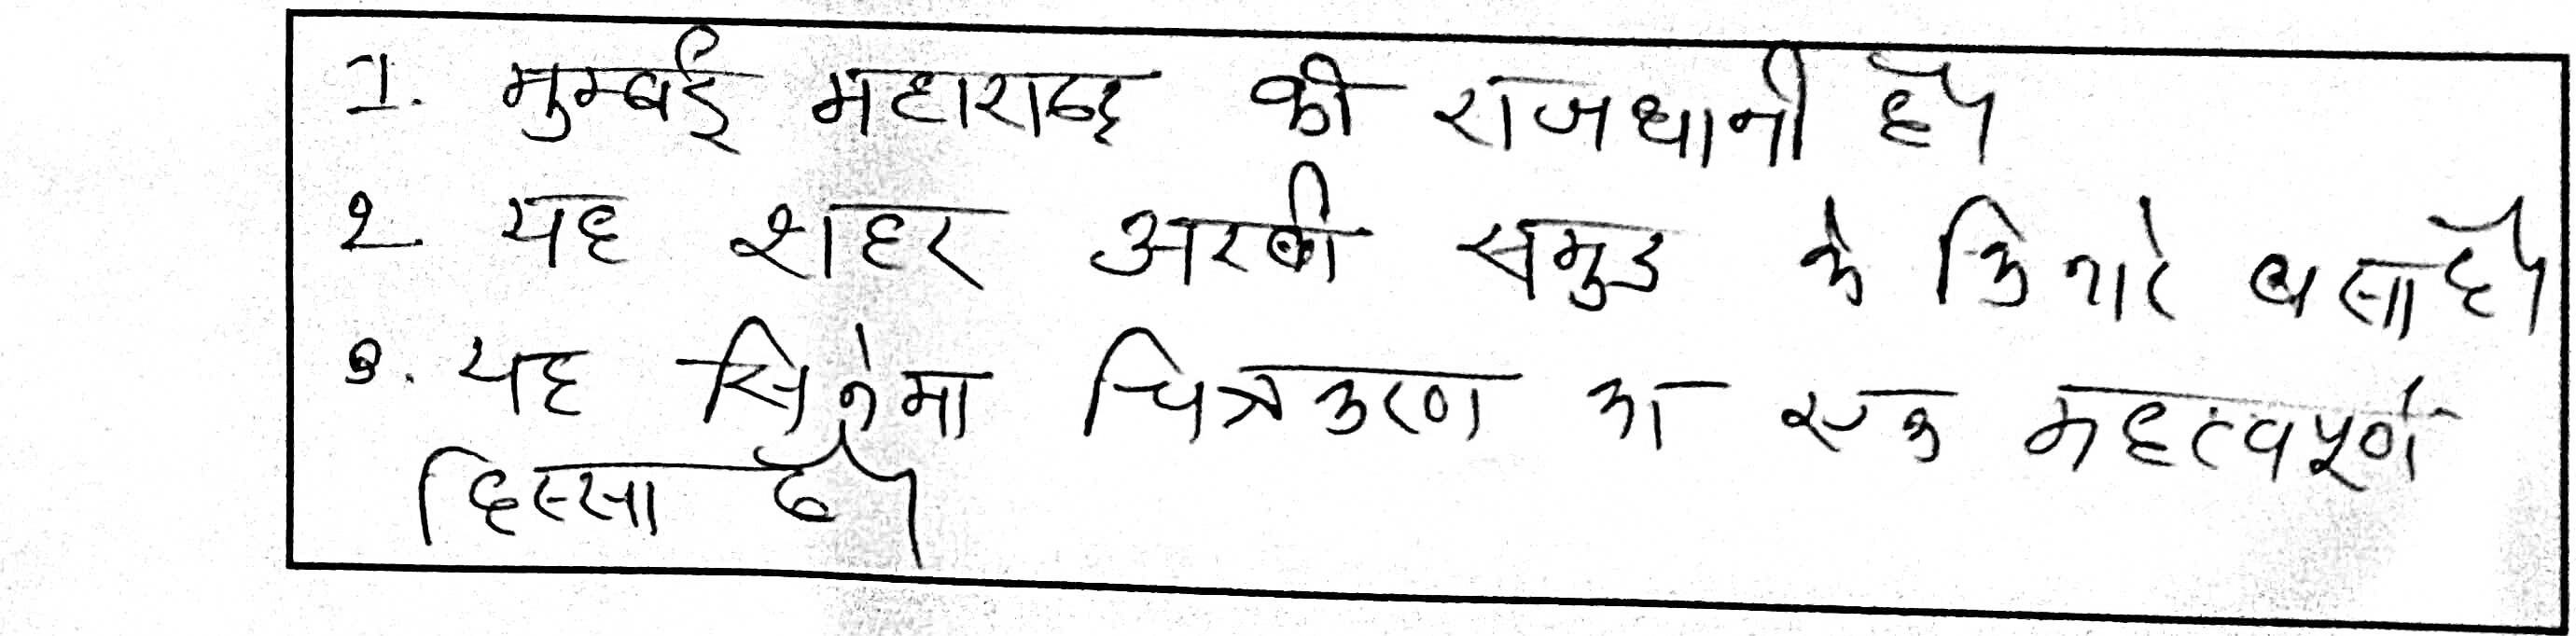 1. मुम्बई महाराष्ट्र की राजधानी है।
2 यह शहर अरबी समुद्र के किनारे बसा है।
3. यह सिनेमा चित्रकरण का एक महत्वपूर्ण
हिस्सा है।